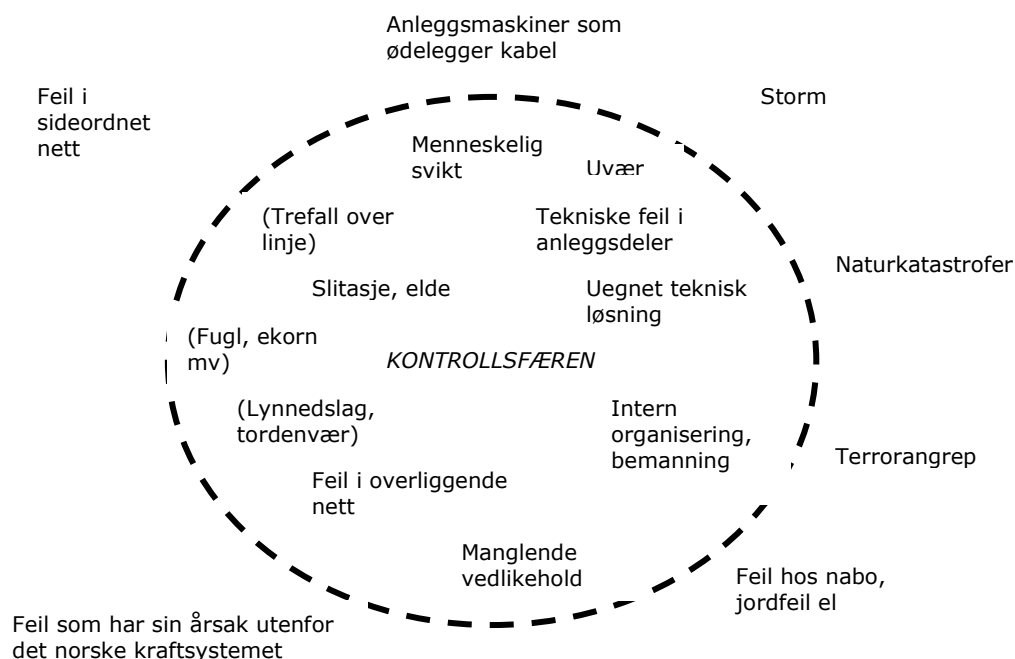 Anleggsmaskiner som
ødelegger kabel
Feil i
sideordnet
nett
Storm
Menneskelig
svikt
Uvær
(Trefall over
linje)
Tekniske feil i
anleggsdeler
Naturkatastrofer
Slitasje, elde
Uegnet teknisk
løsning
(Fugl, ekorn
mv)
KONTROLLSFÆREN
(Lynnedslag,
tordenvær)
Intern
organisering,
bemanning
Terrorangrep
Feil i overliggende
nett
Manglende
vedlikehold
Feil hos nabo,
jordfeil el
Feil som har sin årsak utenfor
det norske kraftsystemet